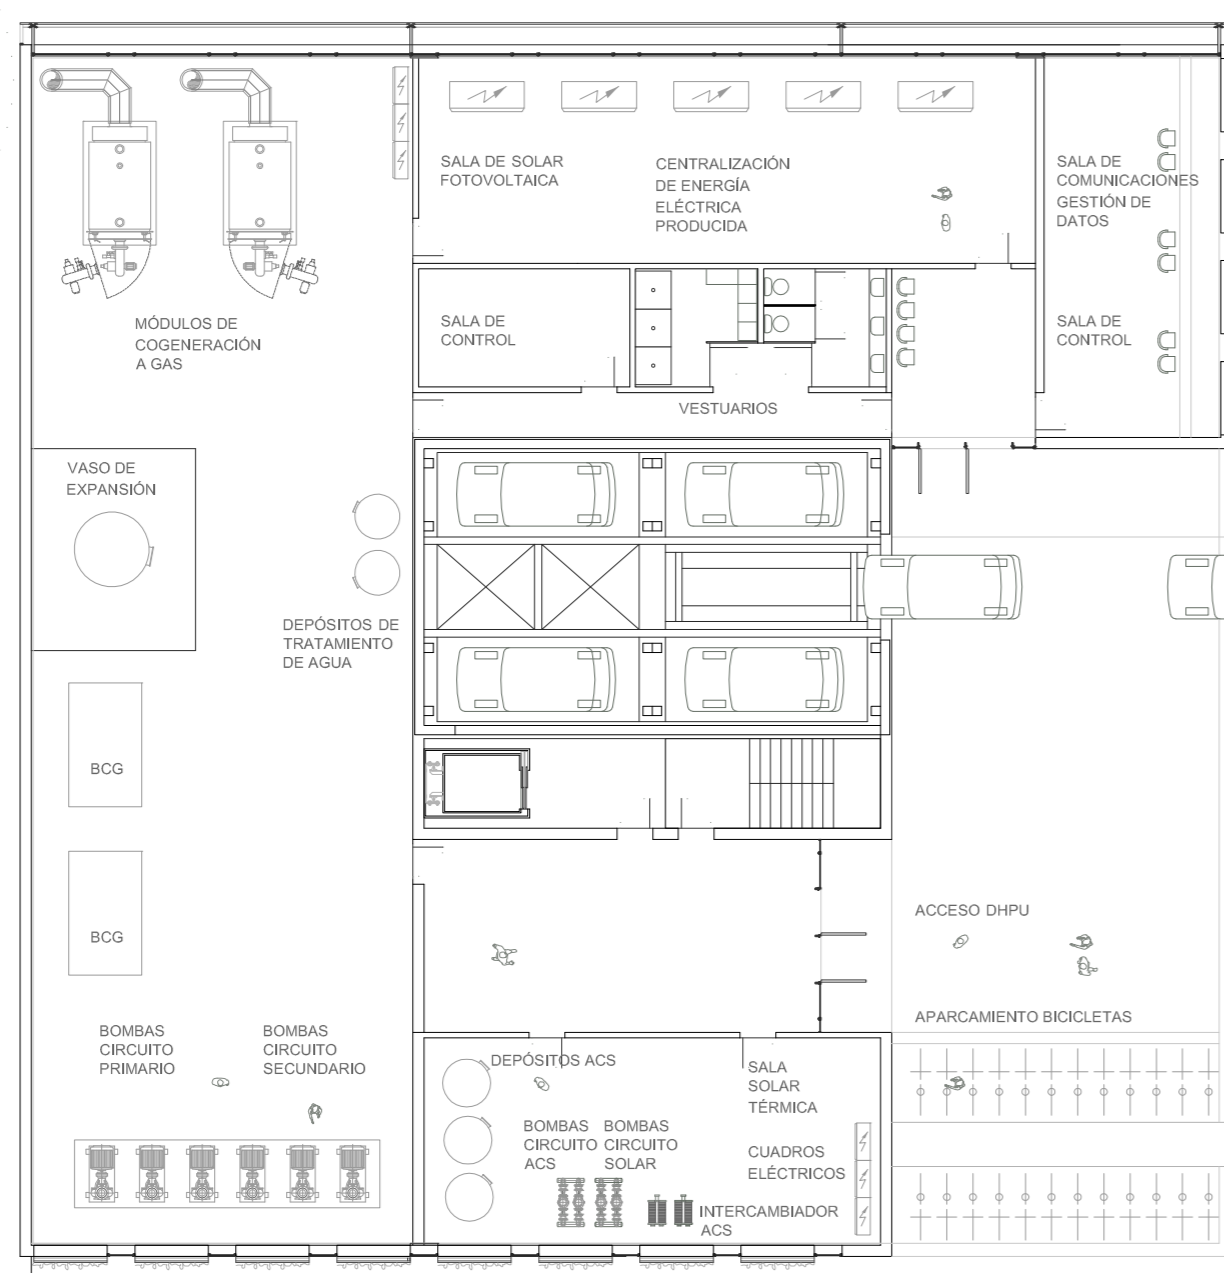 SALA DE SOLAR
FOTOVOLTAICA
CENTRALIZACIÓN
DE ENERGÍA
ELÉCTRICA
PRODUCIDA
SALA DE
COMUNICACIONES
GESTIÓN DE
DATOS
MÓDULOS DE
COGENERACIÓN
A GAS
SALA DE
CONTROL
SALA DE
CONTROL
VESTUARIOS
VASO DE
EXPANSIÓN
DEPÓSITOS DE
TRATAMIENTO
DE AGUA
BCG
BCG
ACCESO DHPU
APARCAMIENTO BICICLETAS
BOMBAS
CIRCUITO
PRIMARIO
BOMBAS
CIRCUITO
SECUNDARIO
DEPÓSITOS ACS
SALA
SOLAR
TÉRMICA
BOMBAS
CIRCUITO
ACS
BOMBAS
CIRCUITO
SOLAR
CUADROS
ELÉCTRICOS
INTERCAMBIADOR
ACS